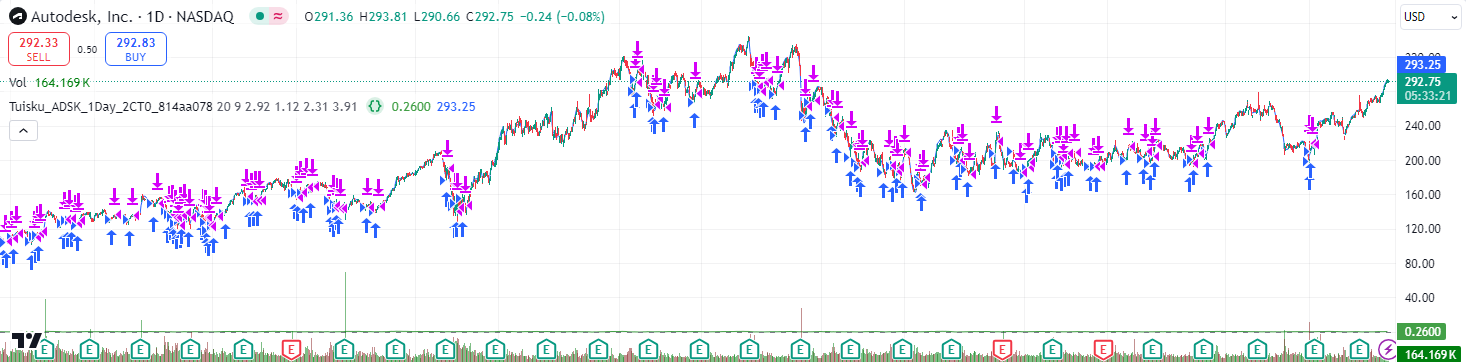 Autodesk, Inc. · 1D · NASDAQ O291.36 H293.81 L290.66 C292.75 −0.24 (−0.08%)
USD
292.33
SELL
0.50
292.83
BUY
Vol 164.169 K
Tuisku_ADSK_1Day_2CT0_814aa078 20 9 2.92 1.12 2.31 3.91 {} 0.2600 293.25
293.25
292.75
05:33:21
240.00
200.00
160.00
120.00
80.00
40.00
0.2600
164.169 K
E E E E E E E E E E E E E E E E E E E E E E E E E E E